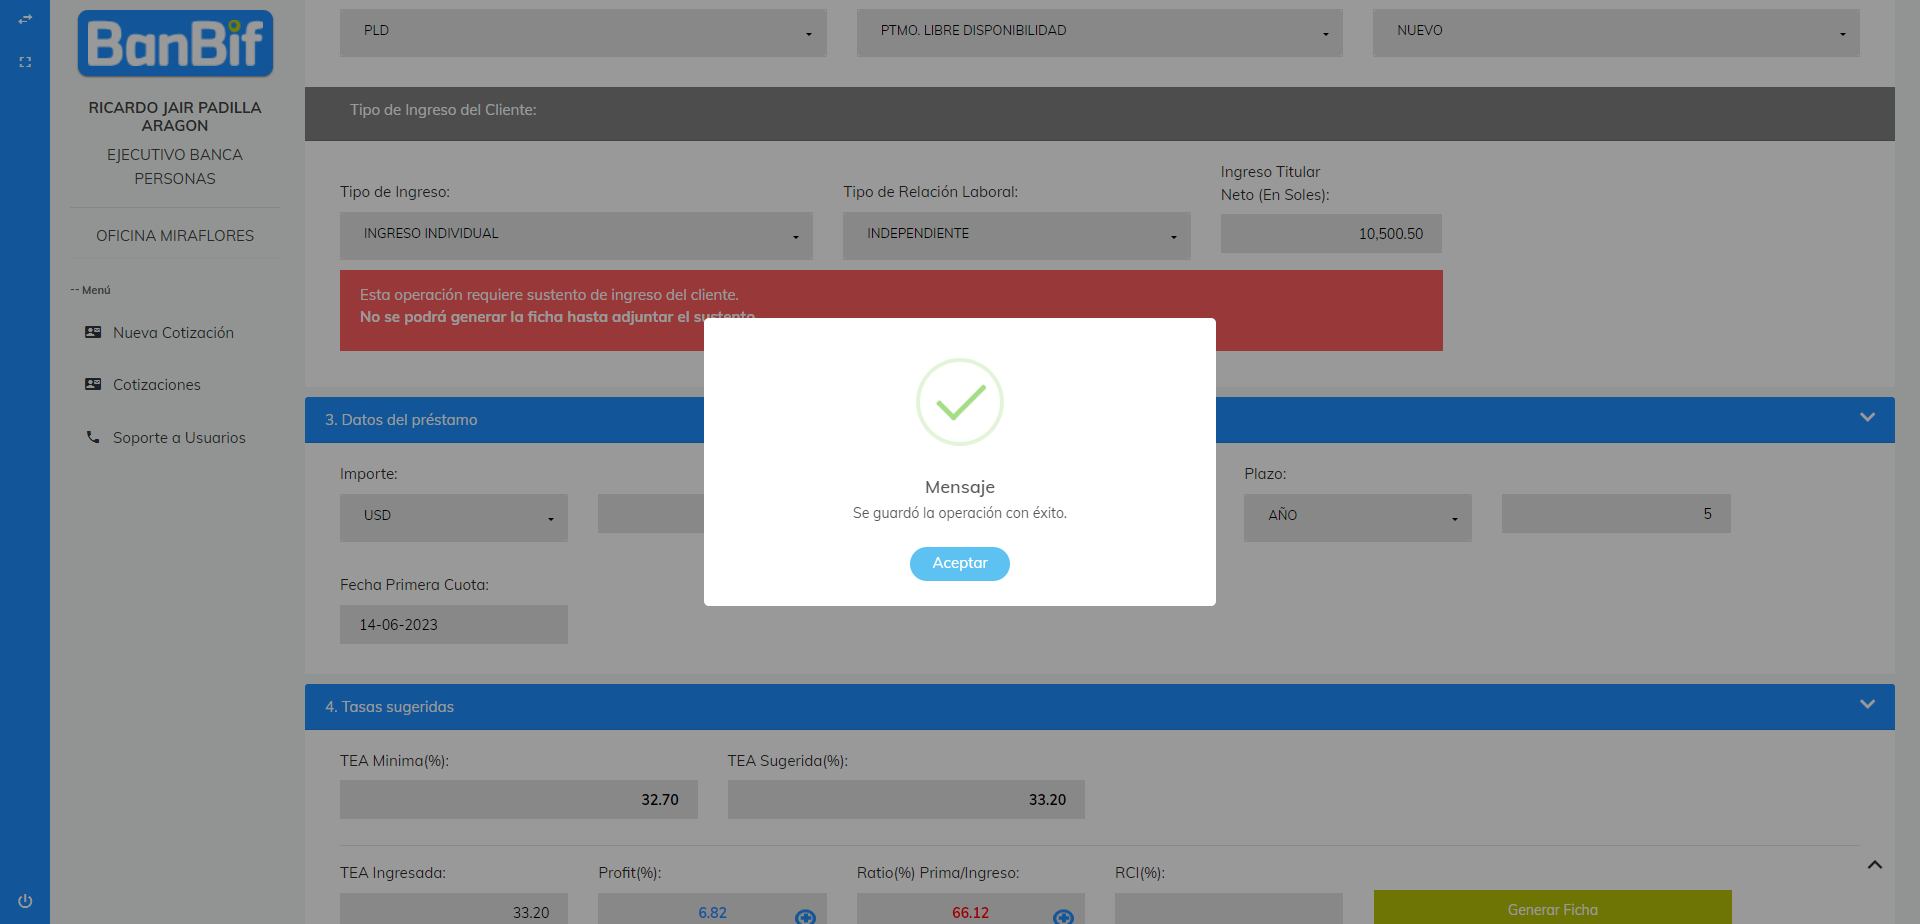 BanBif
RICARDO JAIR PADILLA
ARAGON
EJECUTIVO BANCA
PERSONAS
OFICINA MIRAFLORES
-- Menú
Nueva Cotización
Cotizaciones
Soporte a Usuarios
PLD
PTMO. LIBRE DISPONIBILIDAD
NUEVO
Tipo de Ingreso del Cliente:
Tipo de Ingreso:
Tipo de Relación Laboral:
Ingreso Titular
Neto (En Soles):
INGRESO INDIVIDUAL
INDEPENDIENTE
10,500.50
Esta operación requiere sustento de ingreso del cliente.
No se podrá generar la ficha hasta adjuntar el sustento
Mensaje
Se guardó la operación con éxito.
Aceptar
3. Datos del préstamo
Importe:
Plazo:
USD
AÑO
5
Fecha Primera Cuota:
14-06-2023
4. Tasas sugeridas
TEA Minima(%):
TEA Sugerida(%):
32.70
33.20
TEA Ingresada:
Profit(%):
Ratio(%) Prima/Ingreso:
RCI(%):
33.20
6.82
66.12
Generar Ficha